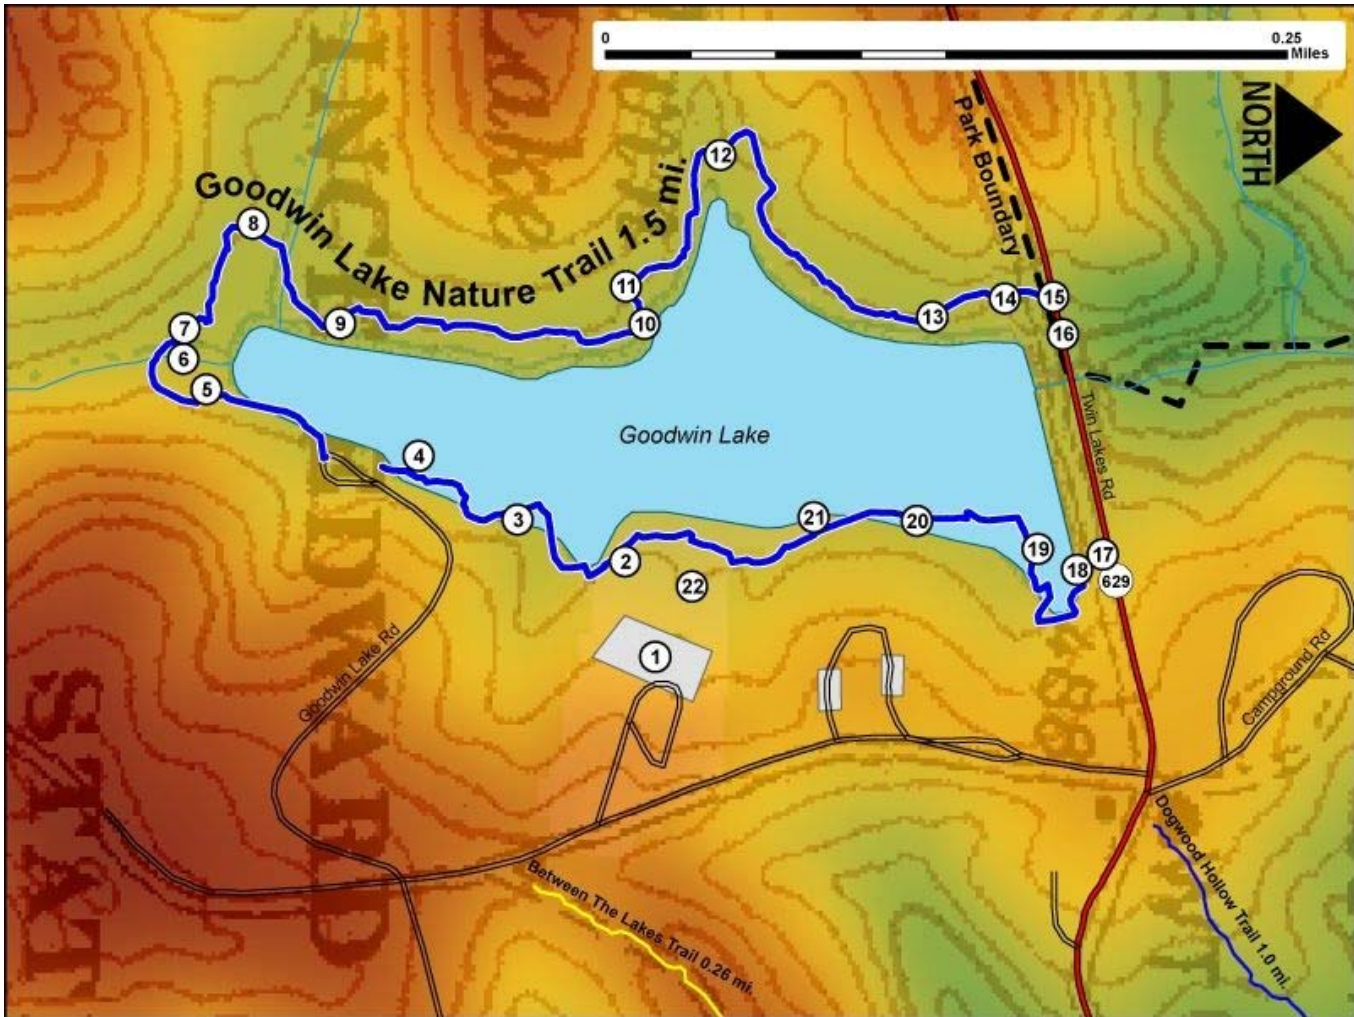 0 0.25
Miles
NORTH
Park Boundary
Goodwin Lake Nature Trail 1.5 mi.
12
8
11
15
14
7
9
10
13
16
6
5
Twin Lakes Rd
Goodwin Lake
4
3
21
20
19
17
2
18
629
22
1
Goodwin Lake Rd
Campground Rd
Between The Lakes Trail 0.26 mi.
Dogwood Hollow Trail 1.0 mi.
Lake
STAT